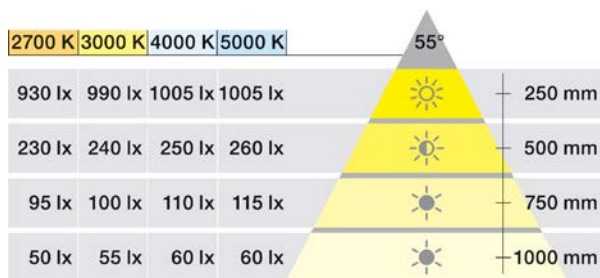 2700 K 3000 K 4000 K 5000 K 55°
930 lx 990 lx 1005 lx 1005 lx 250 mm
230 lx 240 lx 250 lx 260 lx 500 mm
95 lx 100 lx 110 lx 115 lx 750 mm
50 lx 55 lx 60 lx 60 lx 1000 mm